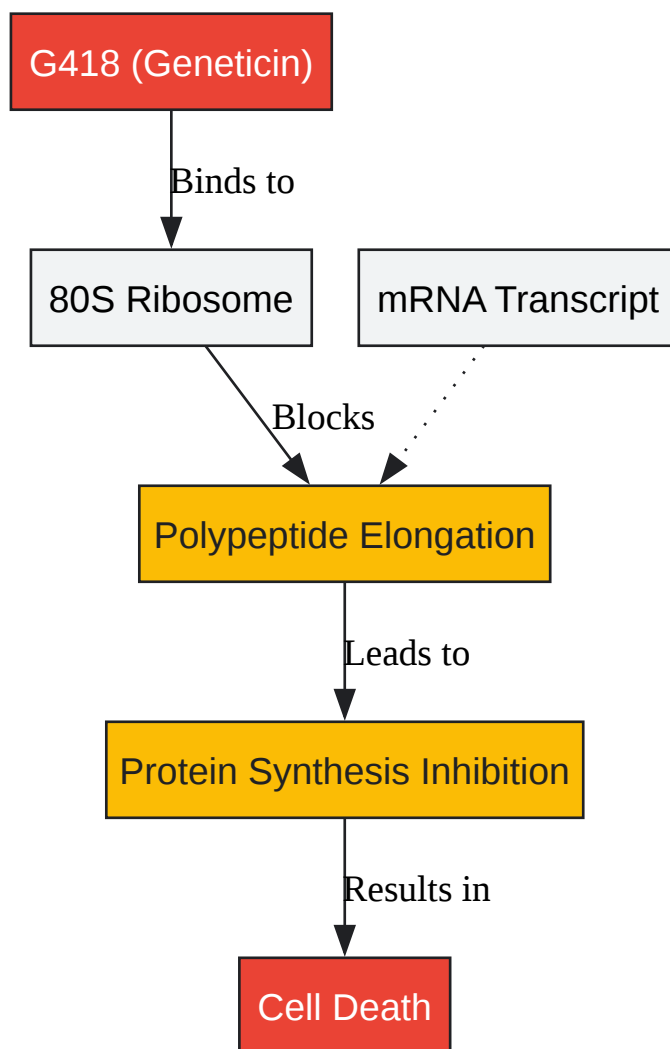 G418 (Geneticin)
Binds to
80S Ribosome
mRNA Transcript
Blocks
Polypeptide Elongation
Leads to
Protein Synthesis Inhibition
Results in
Cell Death